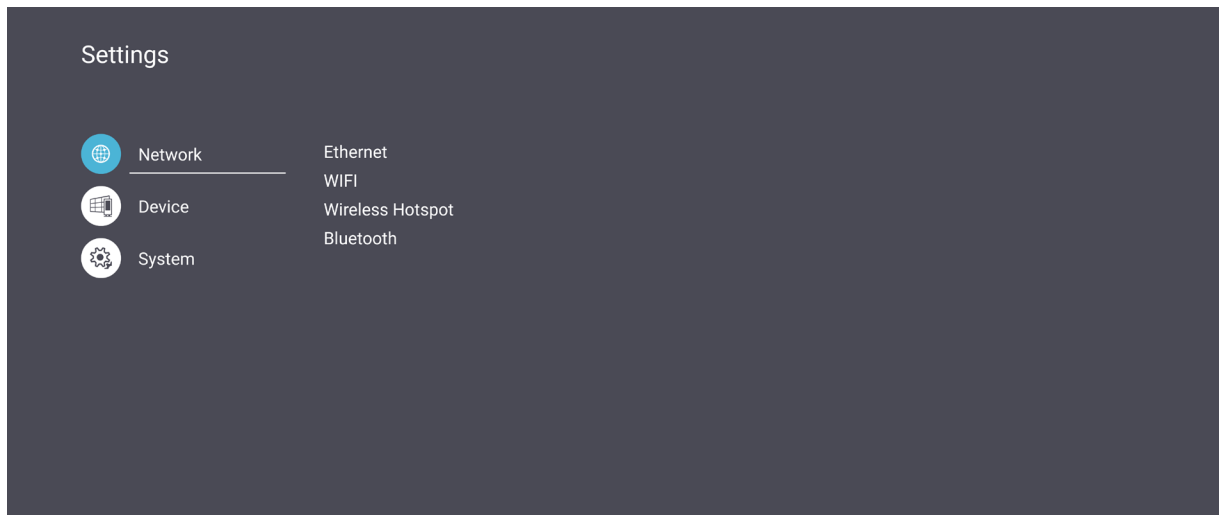 Settings
Network
Device
System
Ethernet
WIFI
Wireless Hotspot
Bluetooth